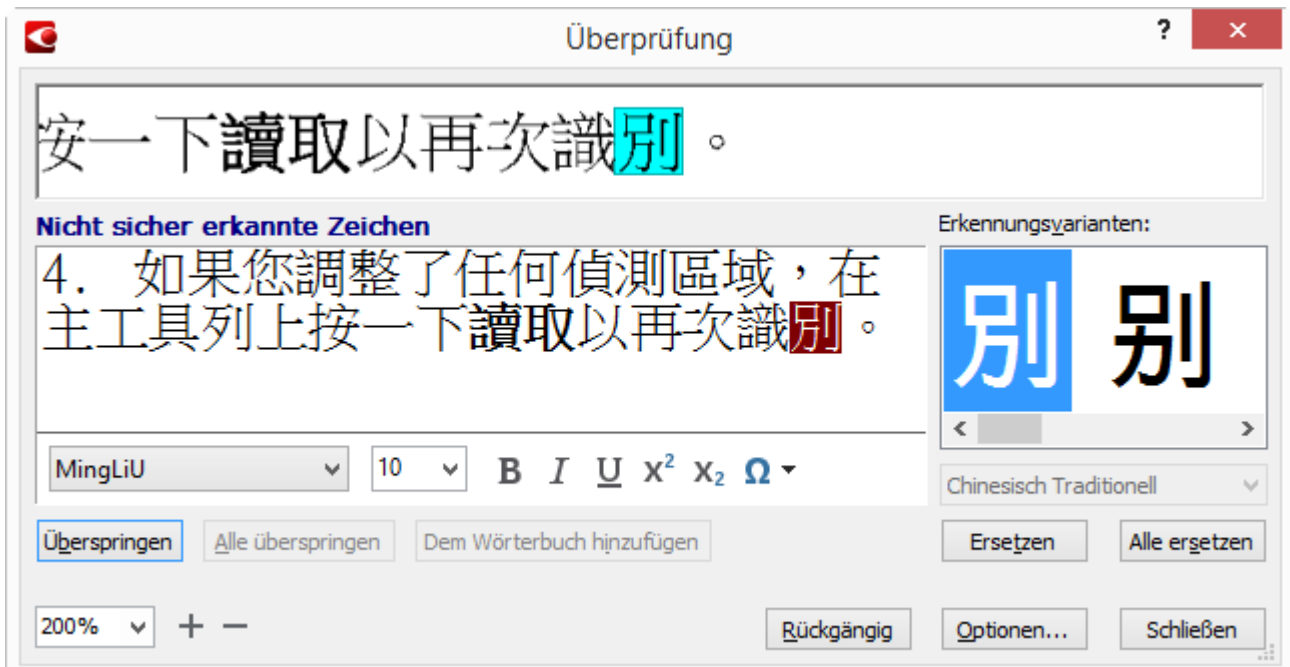 Überprüfung
?
按一下讀取以再次識別。
Nicht sicher erkannte Zeichen
Erkennungsvarianten:
4. 如果您調整了任何偵測區域，在
主工具列上按一下讀取以再次識別。
別 别
MingLiU 10 B I U X² X₂ Ω
Chinesisch Traditionell
Überspringen Alle überspringen Dem Wörterbuch hinzufügen Ersetzen Alle ersetzen
200% + − Rückgängig Optionen... Schließen